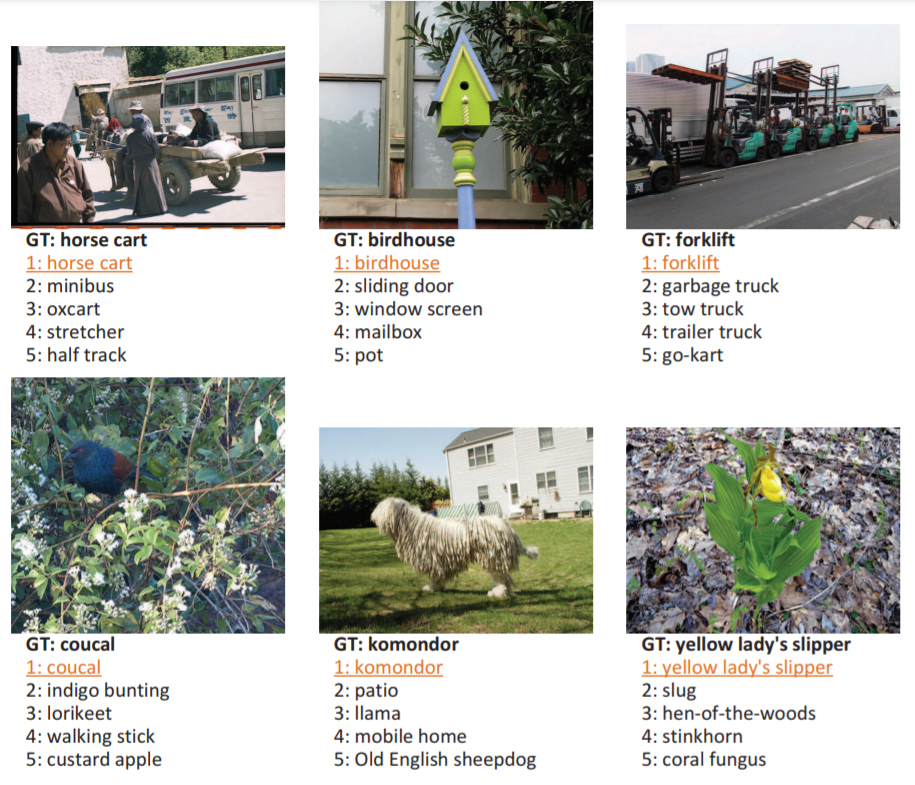 GT: horse cart
1: horse cart
2: minibus
3: oxcart
4: stretcher
5: half track
GT: birdhouse
1: birdhouse
2: sliding door
3: window screen
4: mailbox
5: pot
GT: forklift
1: forklift
2: garbage truck
3: tow truck
4: trailer truck
5: go-kart
GT: coucal
1: coucal
2: indigo bunting
3: lorikeet
4: walking stick
5: custard apple
GT: komondor
1: komondor
2: patio
3: llama
4: mobile home
5: Old English sheepdog
GT: yellow lady's slipper
1: yellow lady's slipper
2: slug
3: hen-of-the-woods
4: stinkhorn
5: coral fungus